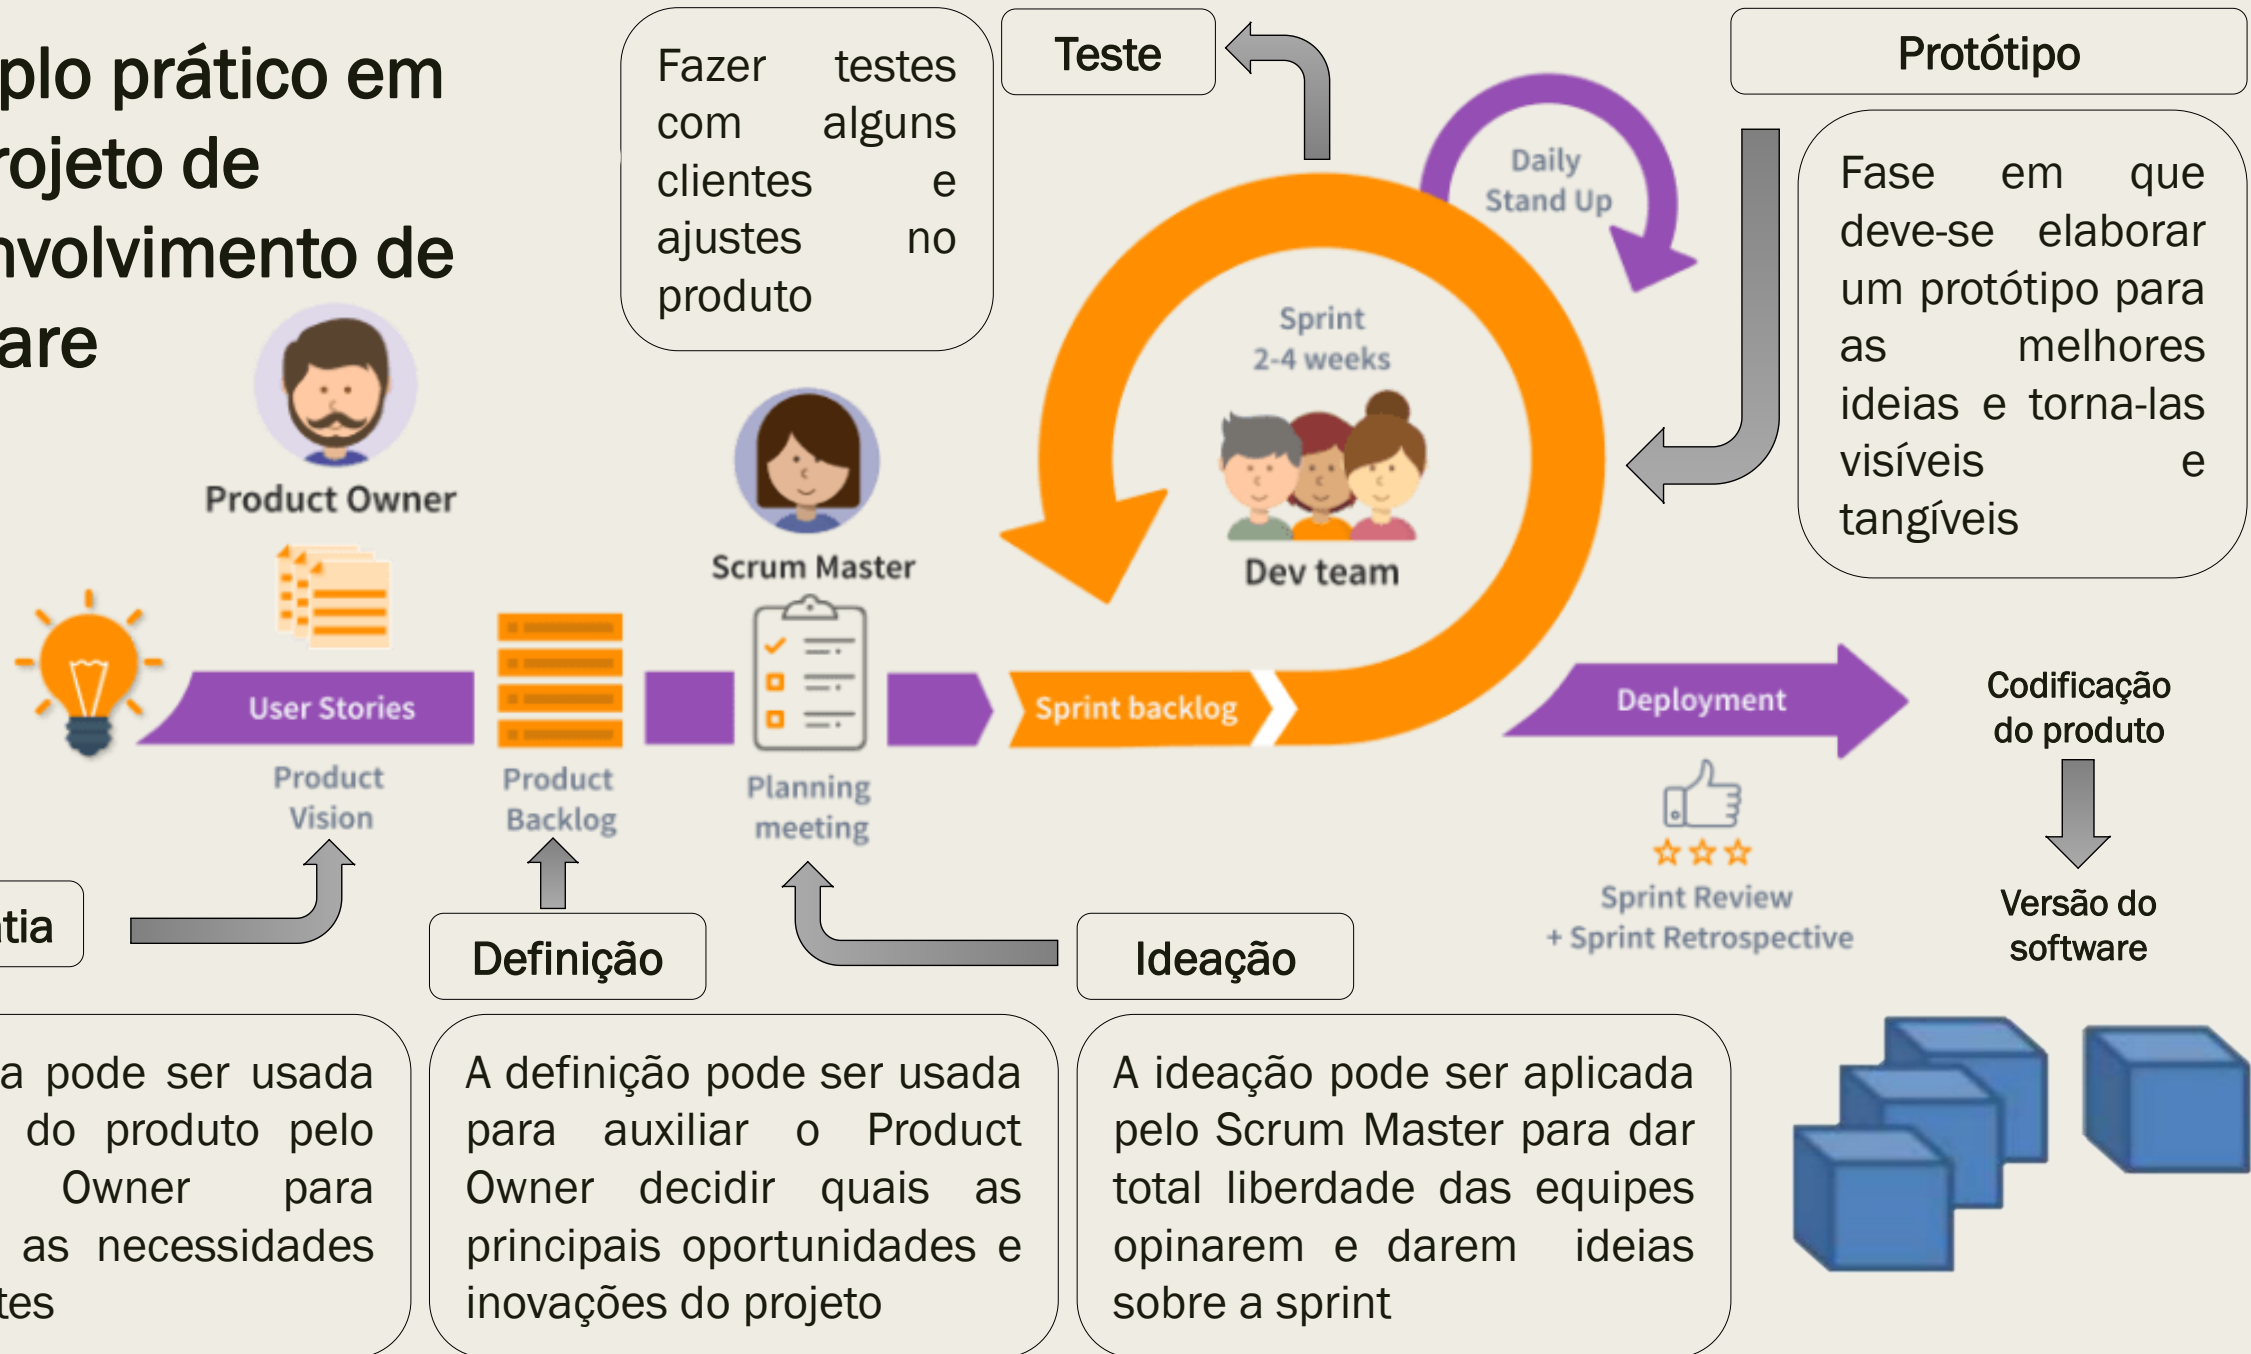 plo prático em
rojeto de
nvolvimento de
are
Fazer testes
com alguns
clientes e
ajustes no
produto
Teste
Protótipo
Fase em que
deve-se elaborar
um protótipo para
as melhores
ideias e torna-las
visíveis e
tangíveis
Daily
Stand Up
Sprint
2-4 weeks
Dev team
Product Owner
Scrum Master
User Stories
Product
Vision
Product
Backlog
Planning
meeting
Sprint backlog
Deployment
Sprint Review
+ Sprint Retrospective
Codificação
do produto
Versão do
software
tia
Definição
Ideação
a pode ser usada
do produto pelo
Owner para
as necessidades
tes
A definição pode ser usada
para auxiliar o Product
Owner decidir quais as
principais oportunidades e
inovações do projeto
A ideação pode ser aplicada
pelo Scrum Master para dar
total liberdade das equipes
opinarem e darem ideias
sobre a sprint